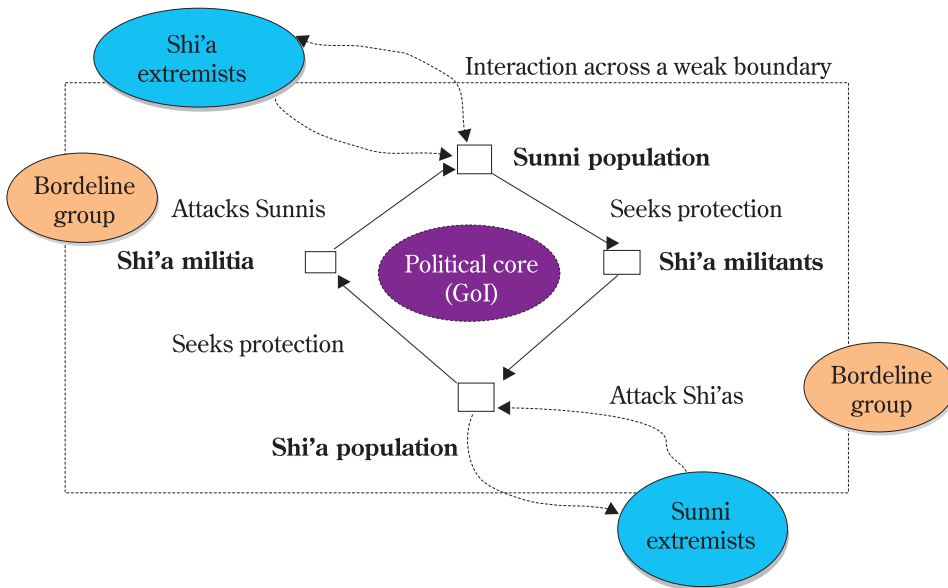 Shi'a
extremists
Interaction across a weak boundary
Sunni population
Bordeline
group
Attacks Sunnis
Seeks protection
Shi'a militia
Political core
(GoI)
Shi'a militants
Seeks protection
Bordeline
group
Attack Shi'as
Shi'a population
Sunni
extremists